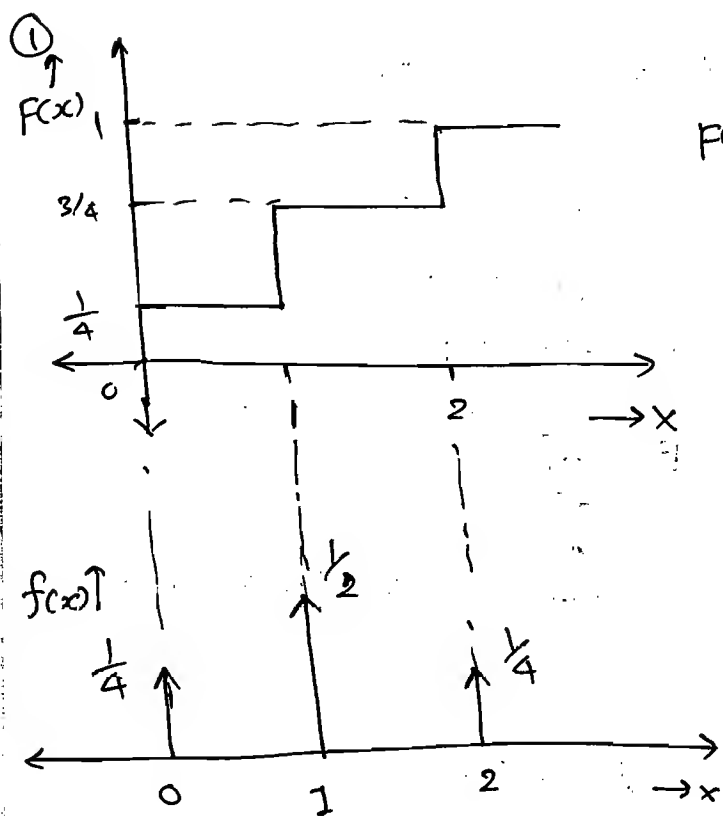 ①
F(x)
1
F(
3/4
1/4
0 1 2 → X
f(x)↑
1/4 1/2 1/4
0 1 2 → x